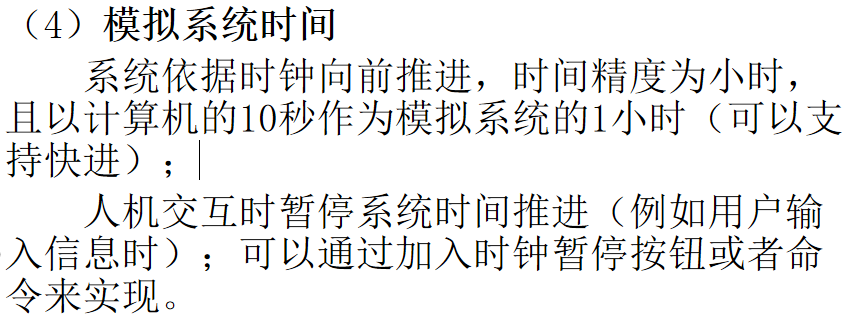 （4）模拟系统时间
系统依据时钟向前推进，时间精度为小时，
且以计算机的10秒作为模拟系统的1小时（可以支
持快进）；
人机交互时暂停系统时间推进（例如用户输
入信息时）；可以通过加入时钟暂停按钮或者命
令来实现。